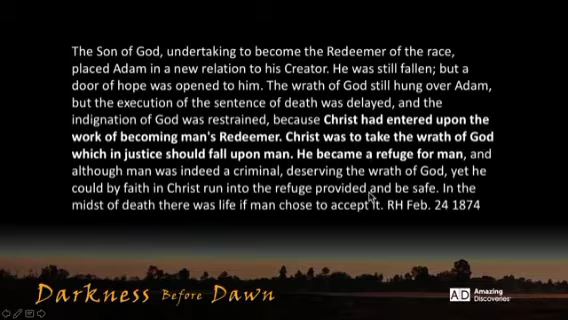 The Son of God, undertaking to become the Redeemer of the race,
placed Adam in a new relation to his Creator. He was still fallen; but a
door of hope was opened to him. The wrath of God still hung over Adam,
but the execution of the sentence of death was delayed, and the
indignation of God was restrained, because Christ had entered upon the
work of becoming man's Redeemer. Christ was to take the wrath of God
which in justice should fall upon man. He became a refuge for man, and
although man was indeed a criminal, deserving the wrath of God, yet he
could by faith in Christ run into the refuge provided and be safe. In the
midst of death there was life if man chose to accept it. RH Feb. 24 1874
Darkness Before Dawn
AD Amazing
Discoveries